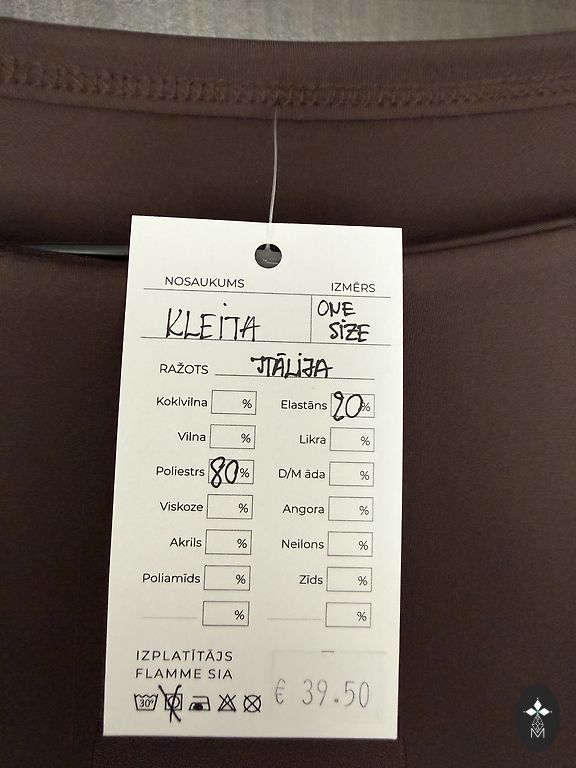 NOSAUKUMS IZMĒRS
KLEITA ONE SIZE
RAŽOTS ITĀLIJA
Kokvilna % Elastāns 20%
Vilna % Likra %
Poliestrs 80% D/M āda %
Viskoze % Angora %
Akrils % Neilons %
Poliamīds % Zīds %
% %
IZPLATĪTĀJS
FLAMME SIA
30°
€ 39.50
M